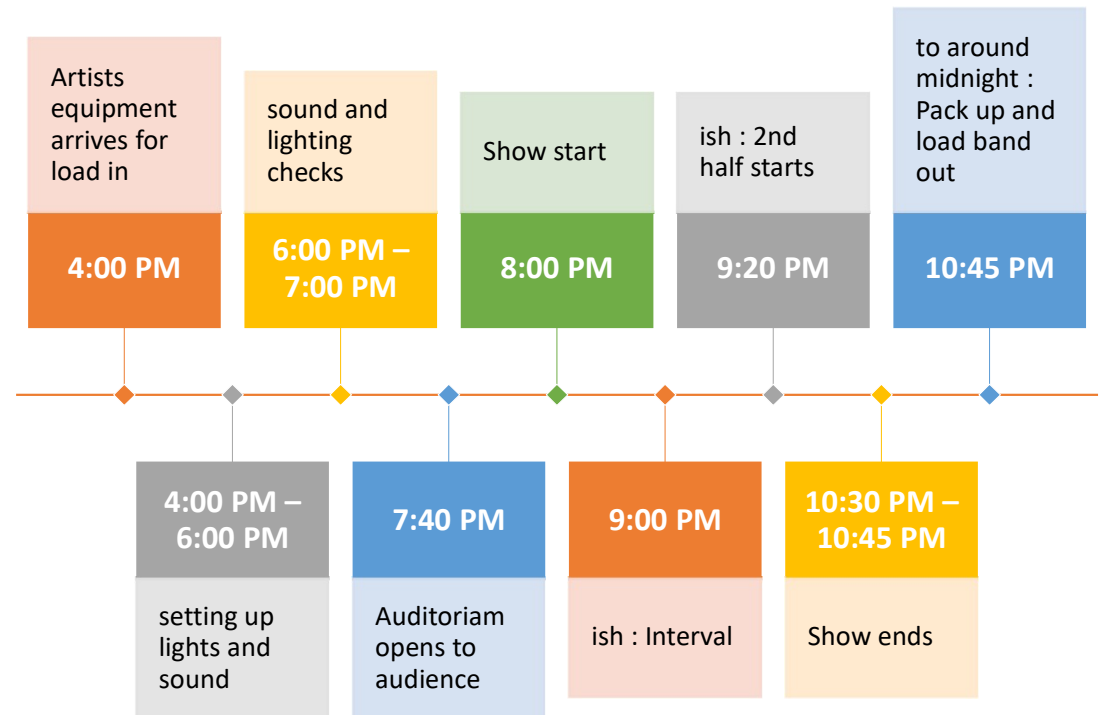 Artists
equipment
arrives for
load in
4:00 PM
4:00 PM –
6:00 PM
setting up
lights and
sound
sound and
lighting
checks
6:00 PM –
7:00 PM
7:40 PM
Auditoriam
opens to
audience
Show start
8:00 PM
9:00 PM
ish : Interval
ish : 2nd
half starts
9:20 PM
10:30 PM –
10:45 PM
Show ends
to around
midnight :
Pack up and
load band
out
10:45 PM